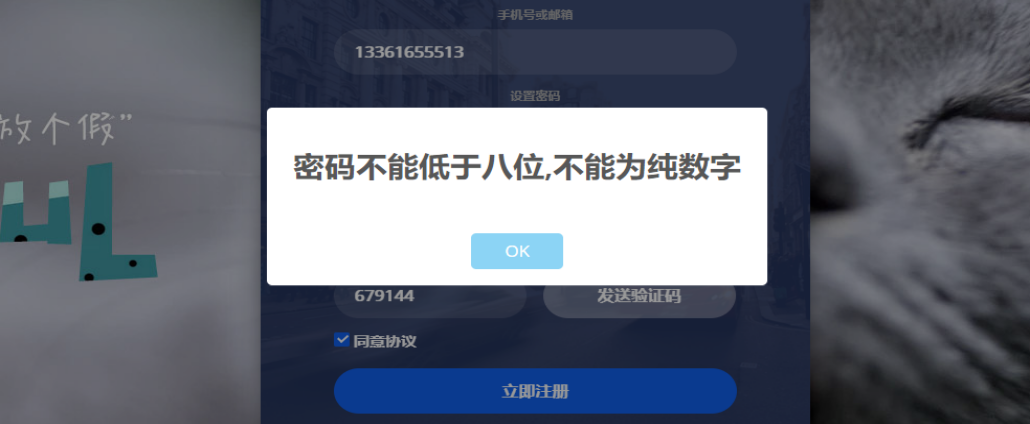 手机号或邮箱
13361655513
设置密码
放个假”
密码不能低于八位,不能为纯数字
OK
679144
发送验证码
同意协议
立即注册